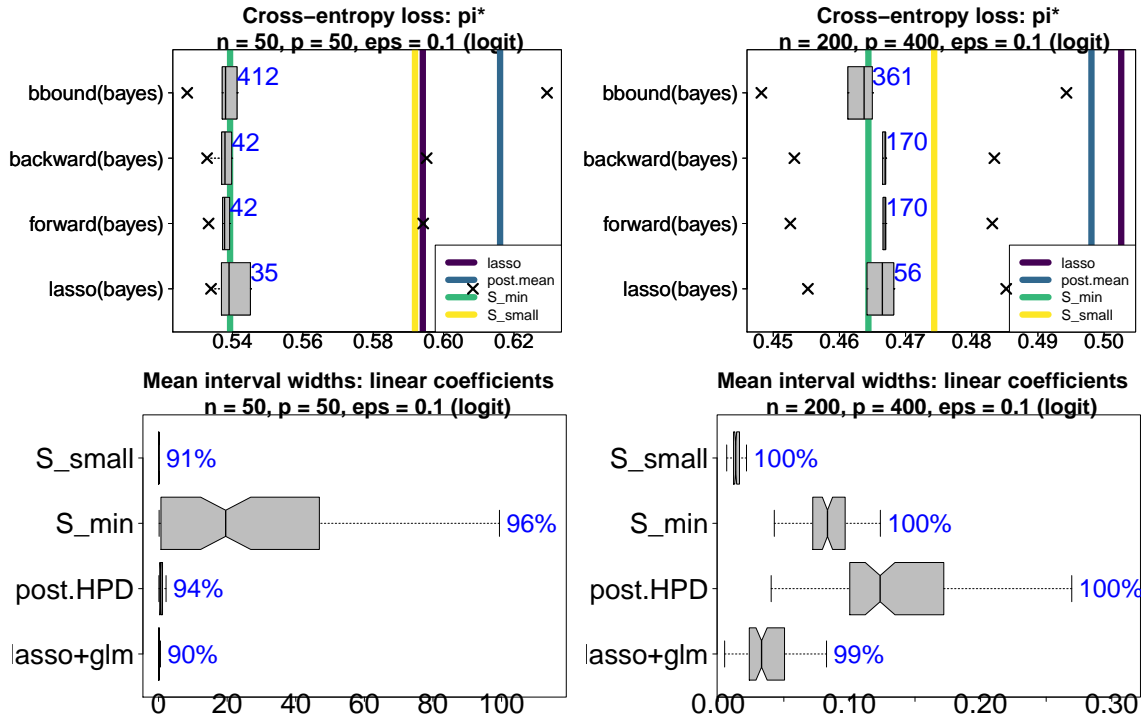 Cross−entropy loss: pi*
n = 50, p = 50, eps = 0.1 (logit)
bbound(bayes)
412
backward(bayes)
42
forward(bayes)
42
lasso(bayes)
35
lasso
post.mean
S_min
S_small
0.54 0.56 0.58 0.60 0.62
Cross−entropy loss: pi*
n = 200, p = 400, eps = 0.1 (logit)
bbound(bayes)
361
backward(bayes)
170
forward(bayes)
170
lasso(bayes)
56
lasso
post.mean
S_min
S_small
0.45 0.46 0.47 0.48 0.49 0.50
Mean interval widths: linear coefficients
n = 50, p = 50, eps = 0.1 (logit)
S_small
91%
S_min
96%
post.HPD
94%
lasso+glm
90%
0 20 40 60 80 100
Mean interval widths: linear coefficients
n = 200, p = 400, eps = 0.1 (logit)
S_small
100%
S_min
100%
post.HPD
100%
lasso+glm
99%
0.00 0.10 0.20 0.30